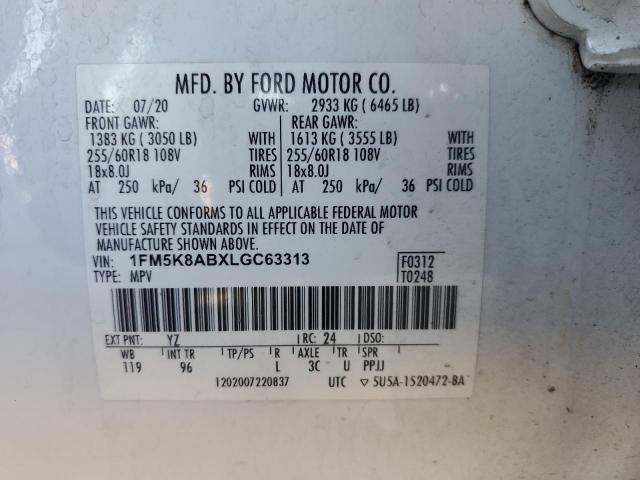 MFD. BY FORD MOTOR CO.
DATE: 07/20 GVWR: 2933 KG ( 6465 LB)
FRONT GAWR: REAR GAWR:
1383 KG ( 3050 LB) WITH 1613 KG ( 3555 LB) WITH
255/60R18 108V TIRES 255/60R18 108V TIRES
18x8.0J RIMS 18x8.0J RIMS
AT 250 kPa/ 36 PSI COLD AT 250 kPa/ 36 PSI COLD
THIS VEHICLE CONFORMS TO ALL APPLICABLE FEDERAL MOTOR
VEHICLE SAFETY STANDARDS IN EFFECT ON THE DATE OF
MANUFACTURE SHOWN ABOVE.
VIN: 1FM5K8ABXLGC63313 F0312
TYPE: MPV T0248
EXT PNT: YZ RC: 24 DSO:
WB INT TR TP/PS R AXLE TR SPR
119 96 L 3C U PPJJ
1202007220837 UTC ▽ 5U5A-1520472-BA